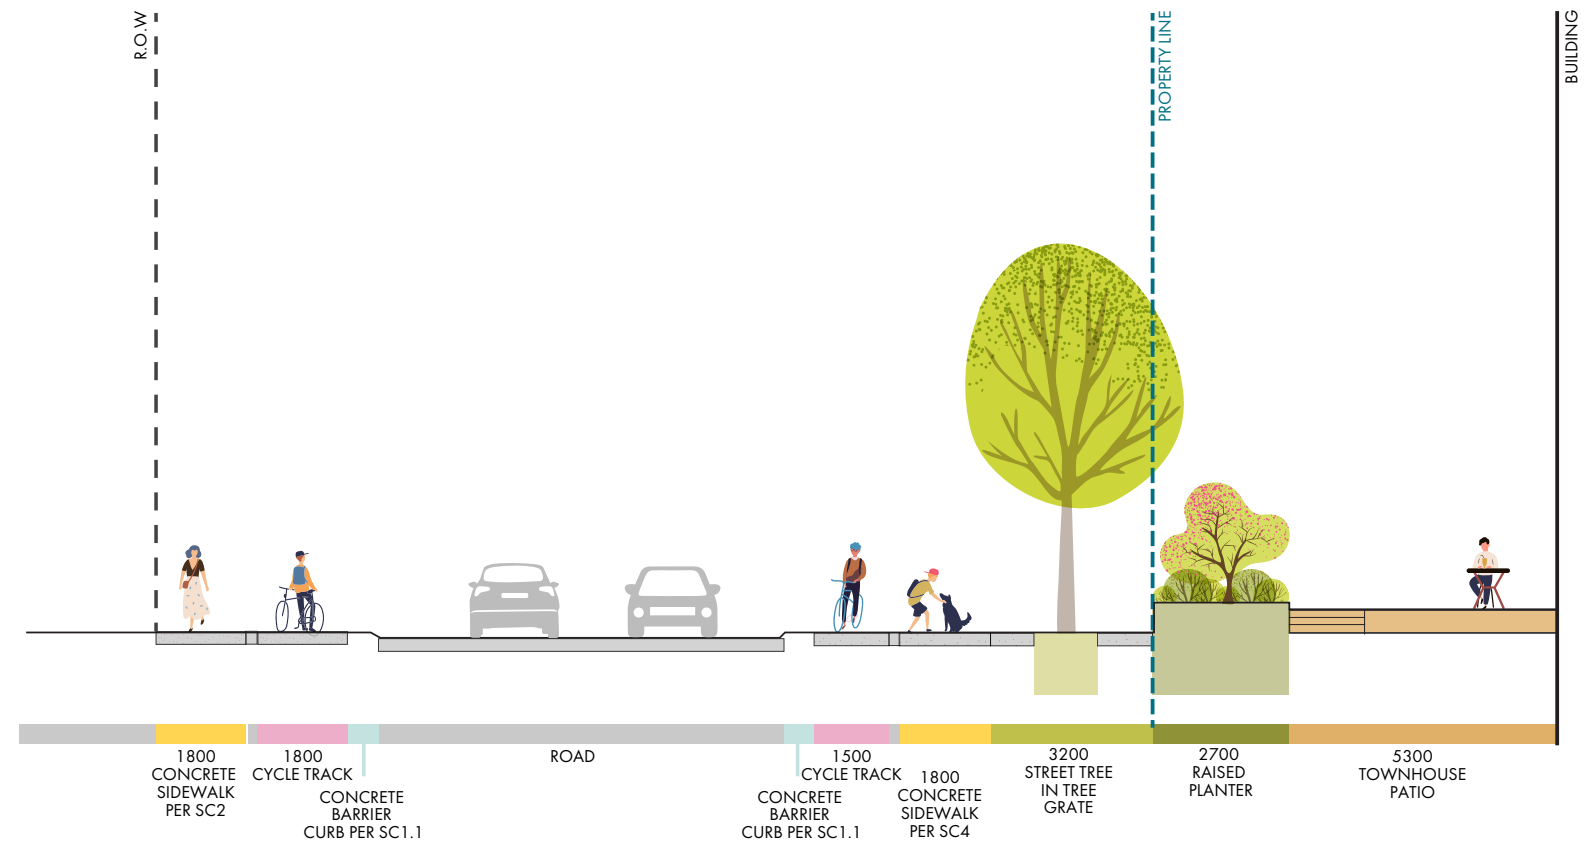 R.O.W
PROPERTY LINE
BUILDING
1800
CONCRETE
SIDEWALK
PER SC2
1800
CYCLE TRACK
CONCRETE
BARRIER
CURB PER SC1.1
ROAD
CONCRETE
BARRIER
CURB PER SC1.1
1500
CYCLE TRACK
1800
CONCRETE
SIDEWALK
PER SC4
3200
STREET TREE
IN TREE
GRATE
2700
RAISED
PLANTER
5300
TOWNHOUSE
PATIO